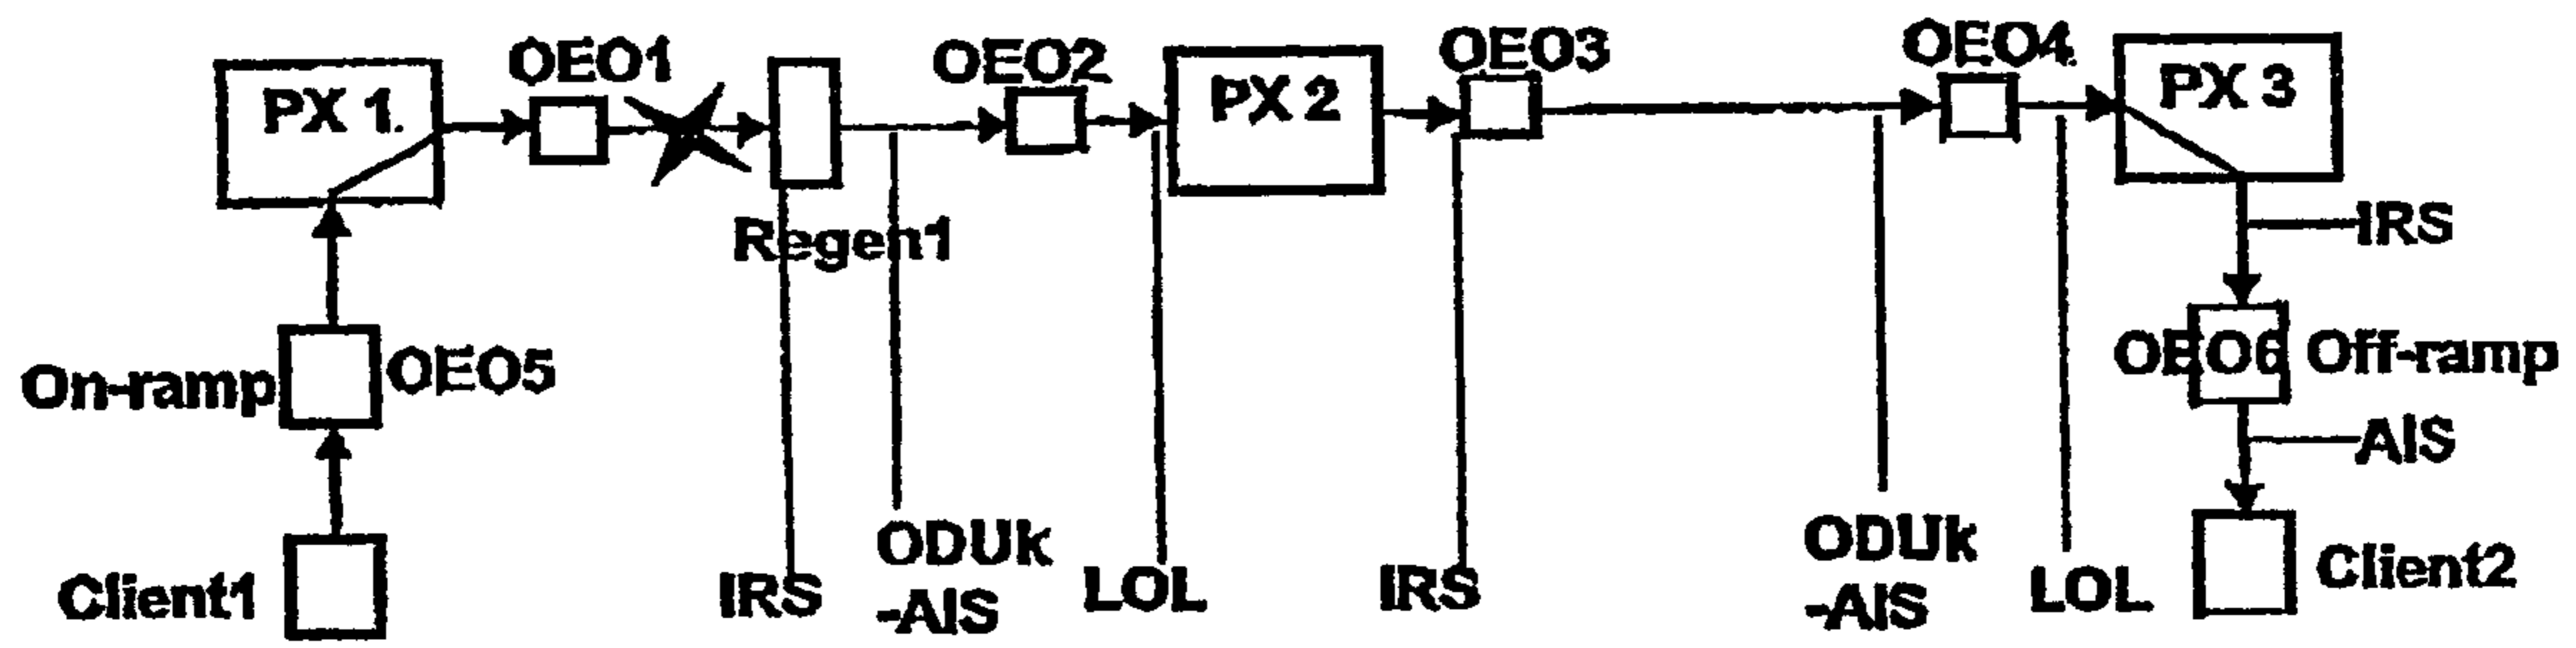 OEO1
OEO2
OEO3
OEO4
PX 1
PX 2
PX 3
Regen1
IRS
On-ramp
OEO5
OEO6
Off-ramp
AIS
Client1
IRS
ODUk
-AIS
LOL
IRS
ODUk
-AIS
LOL
Client2